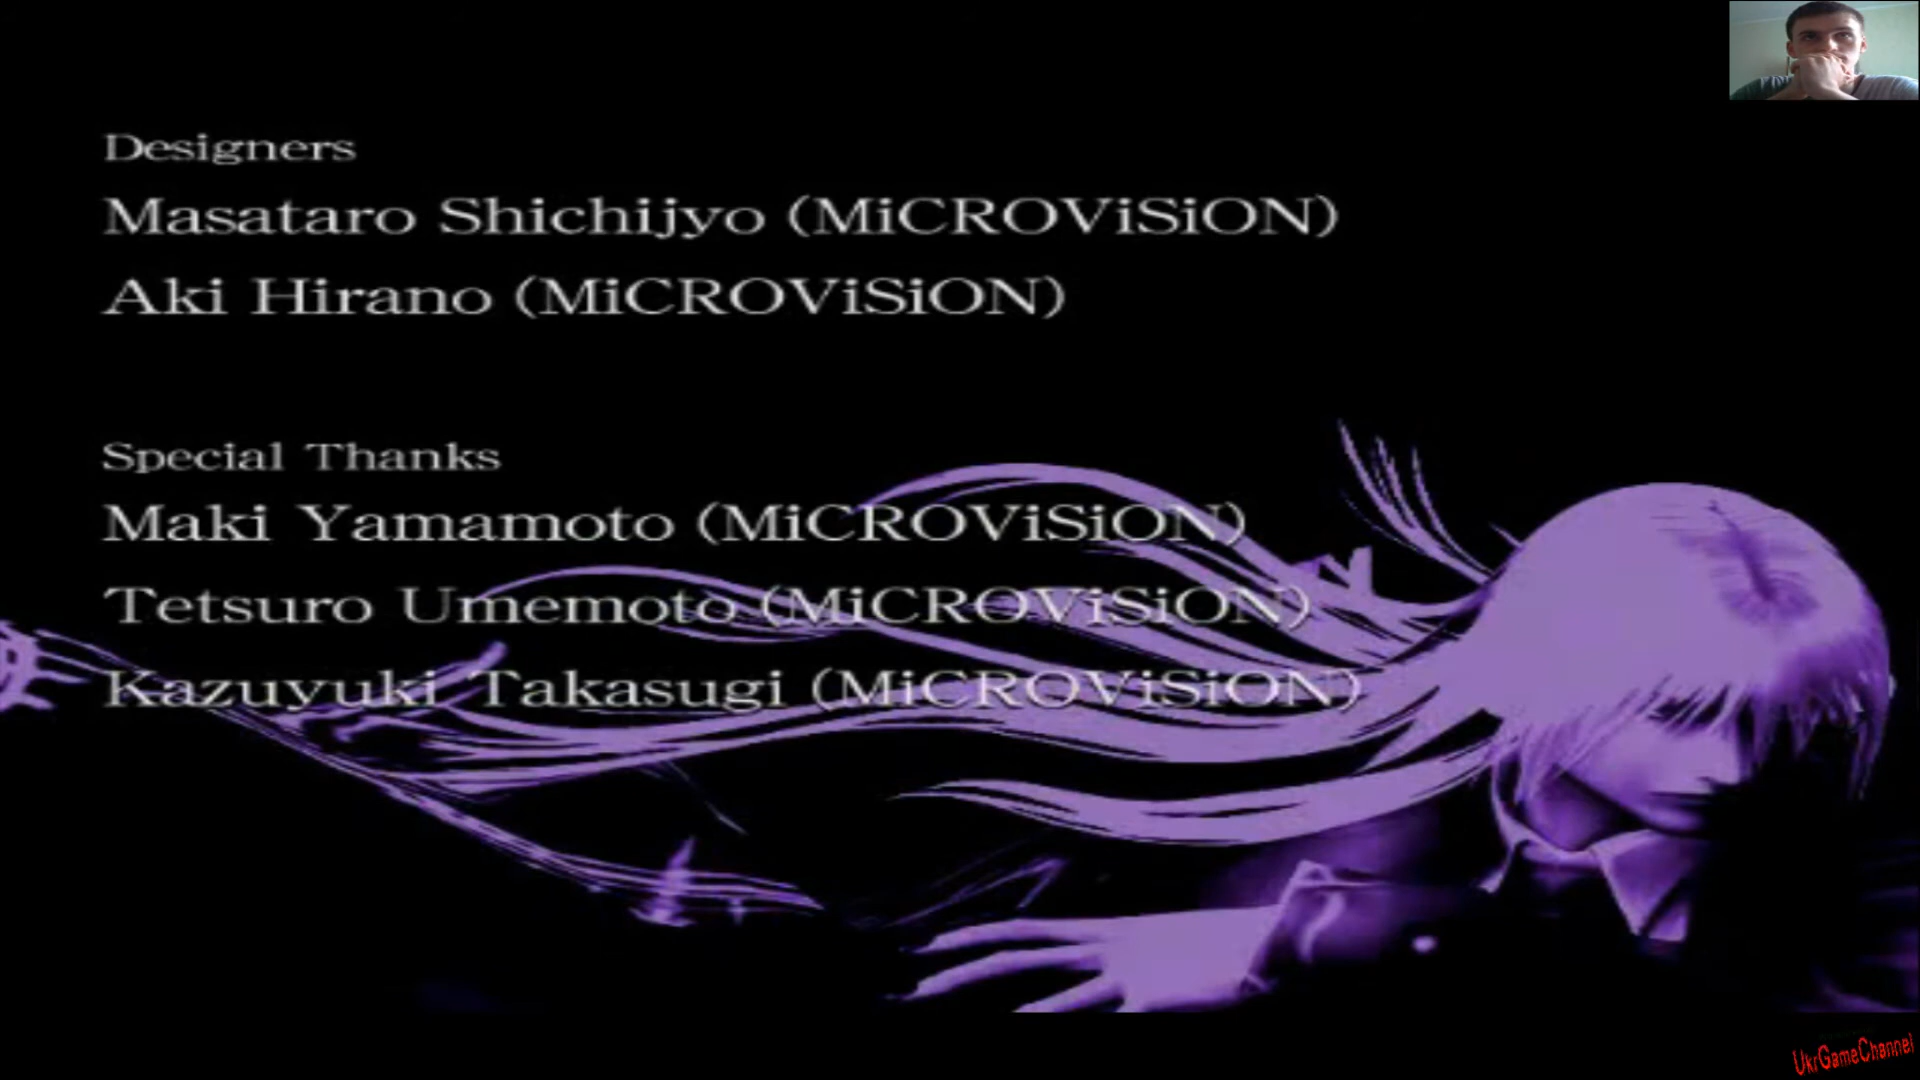 Designers
Masataro Shichijyo (MiCROViSiON)
Aki Hirano (MiCROViSiON)
Special Thanks
Maki Yamamoto (MiCROViSiON)
Tetsuro Umemoto (MiCROViSiON)
Kazuyuki Takasugi (MiCROViSiON)
UkrGameChannel